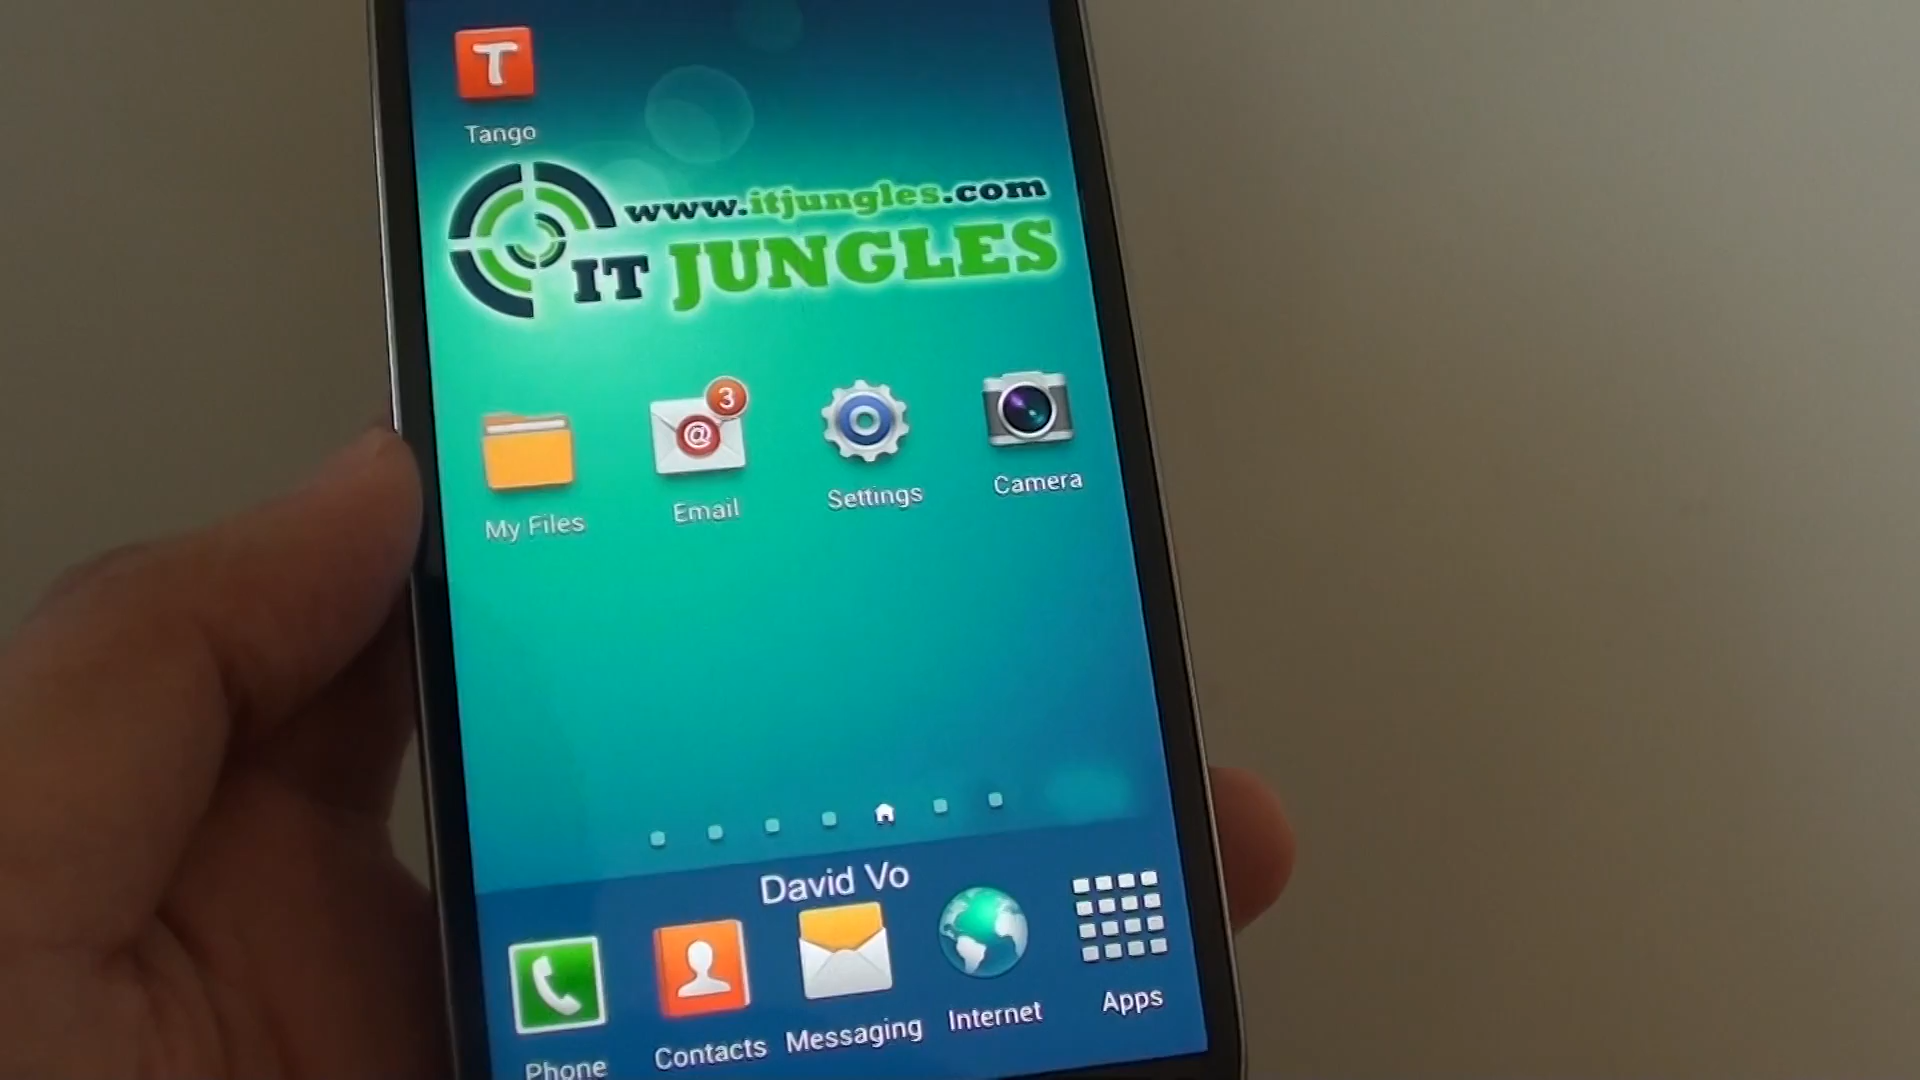 T
Tango
www.itjungles.com
IT JUNGLES
3
@
My Files
Email
Settings
Camera
David Vo
Phone
Contacts
Messaging
Internet
Apps